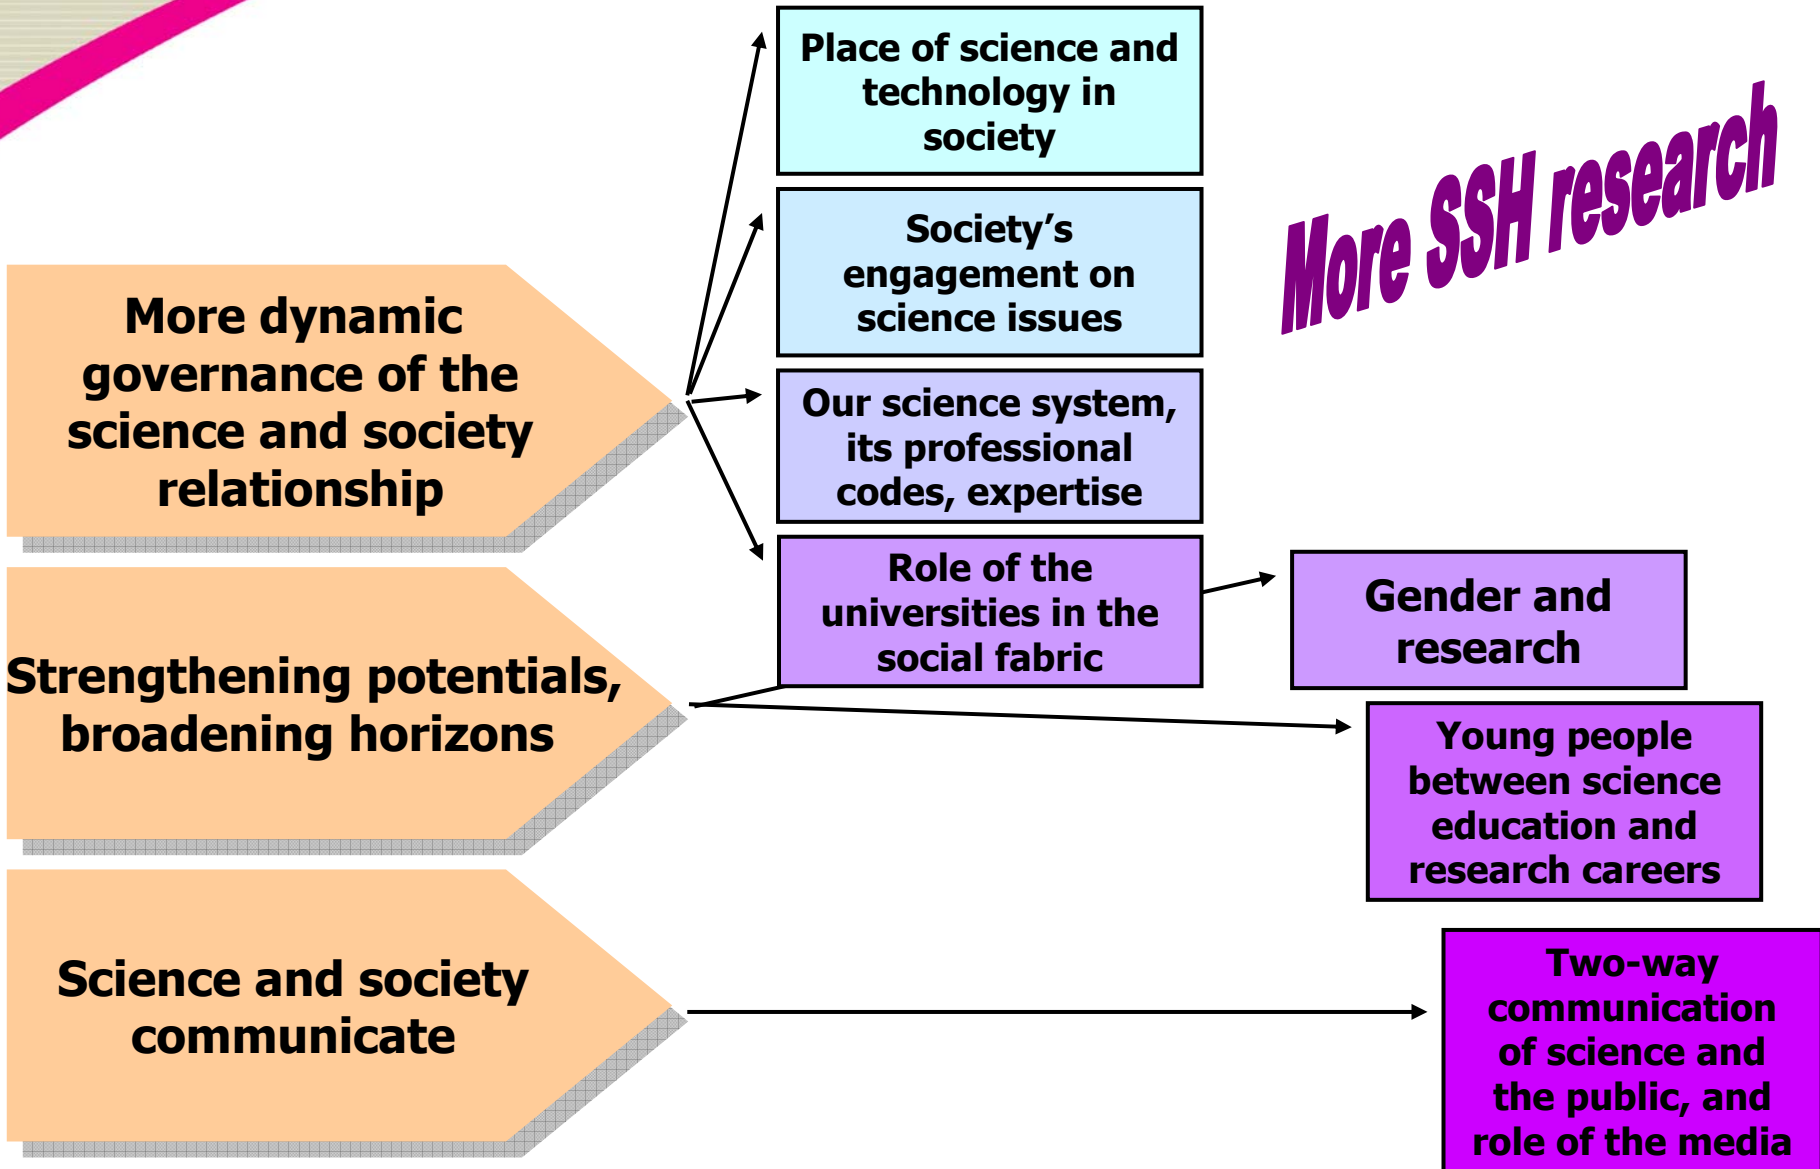 Place of science and
technology in
society
More SSH research
Society’s
engagement on
science issues
More dynamic
governance of the
science and society
relationship
Our science system,
its professional
codes, expertise
Role of the
universities in the
social fabric
Gender and
research
Strengthening potentials,
broadening horizons
Young people
between science
education and
research careers
Science and society
communicate
Two-way
communication
of science and
the public, and
role of the media